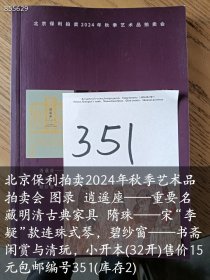 855629
北京保利拍卖2024年秋季艺术品拍卖会
351
北京保利拍卖2024年秋季艺术品
拍卖会 图录 逍遥座——重要名
藏明清古典家具 隋珠——宋“李
疑”款连珠式琴，碧纱窗——书斋
闲赏与清玩，小开本(32开)售价15
元包邮编号351(库存2)